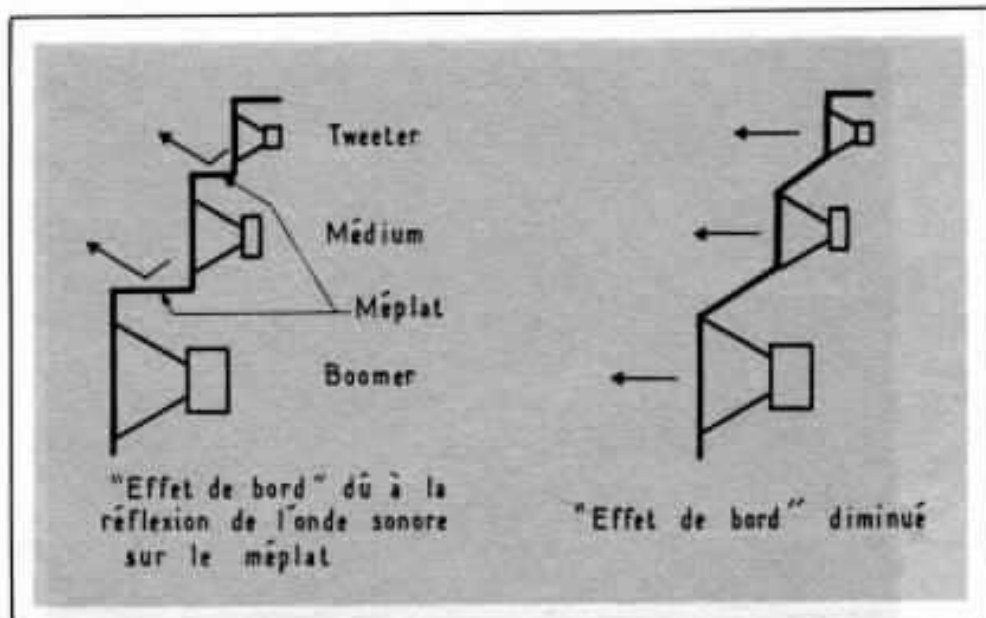 Tweeter
Médium
Méplat
Boomer
"Effet de bord" dû à la
réflexion de l'onde sonore
sur le méplat
"Effet de bord" diminué